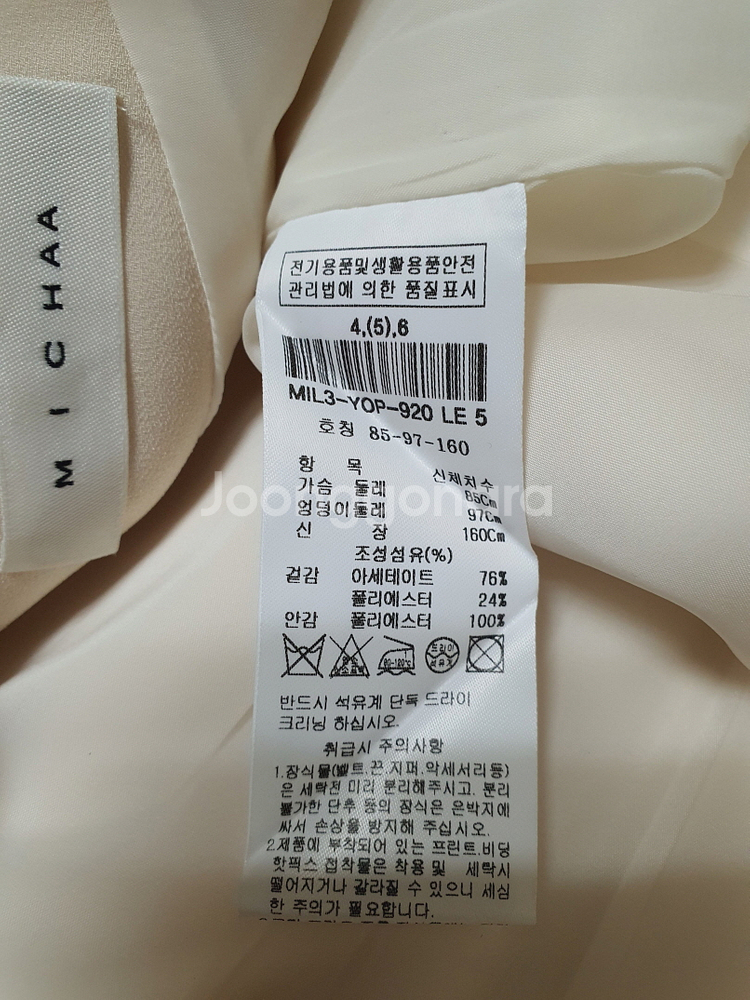 MICHAA
전기용품및생활용품안전
관리법에 의한 품질표시
4,(5),6
MIL3-YOP-920 LE 5
호칭 85-97-160
항 목 신체치수
가슴 둘레 85Cm
엉덩이둘레 97Cm
신 장 160Cm
조성섬유(%)
겉감 아세테이트 76%
폴리에스터 24%
안감 폴리에스터 100%
80-120℃ 드라이
석유계
반드시 석유계 단독 드라이
크리닝 하십시오.
취급시 주의사항
1.장식물(벨트.끈.지퍼.악세서리등)
은 세탁전 미리 분리해주시고. 분리
불가한 단추 등의 장식은 은박지에
싸서 손상을 방지해 주십시오.
2.제품에 부착되어 있는 프린트.비딩
핫픽스 접착물은 착용 및 세탁시
떨어지거나 갈라질 수 있으니 세심
한 주의가 필요합니다.
Joonggonara